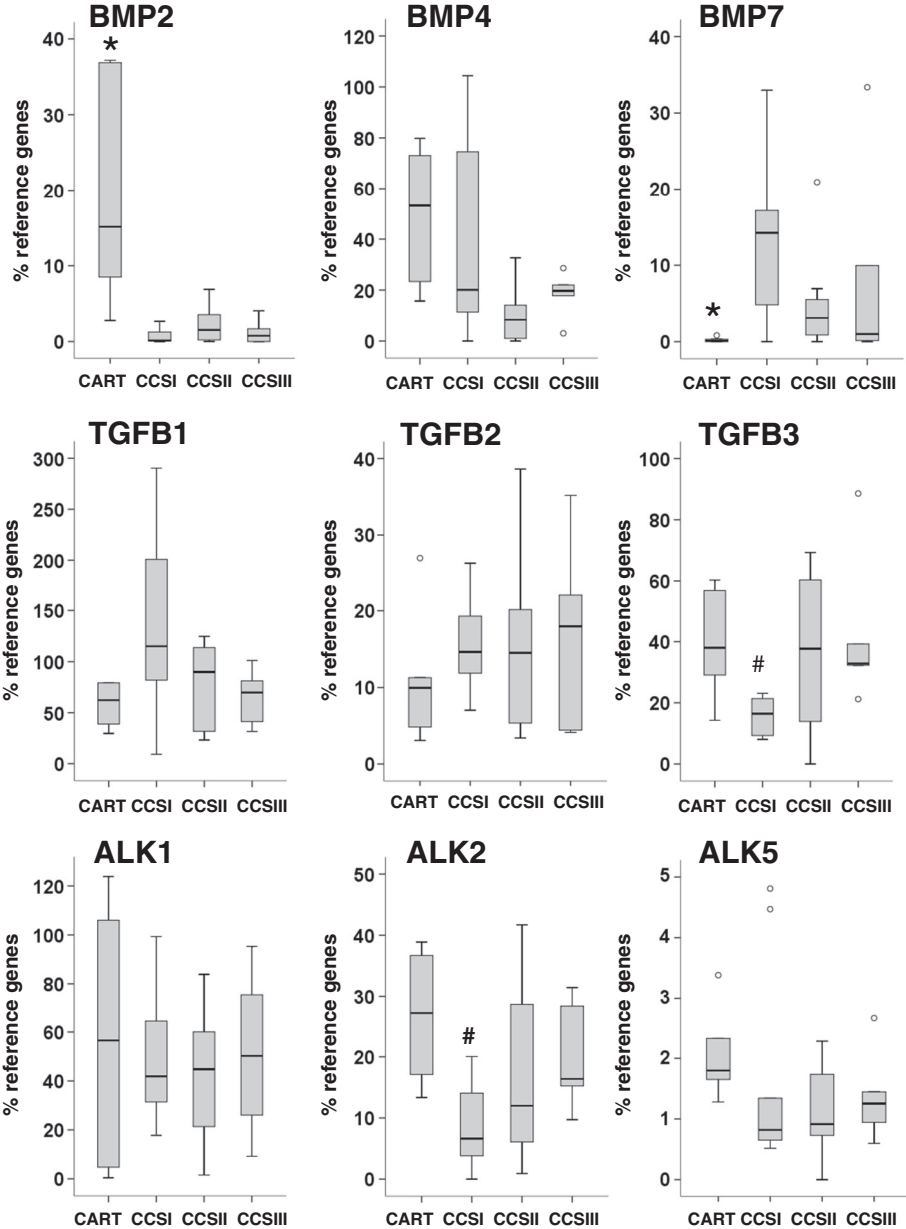 BMP2
BMP4
BMP7
% reference genes
40
30
20
10
0
*
CART CCSI CCSII CCSIII
% reference genes
120
100
80
60
40
20
0
CART CCSI CCSII CCSIII
% reference genes
40
30
20
10
0
*
CART CCSI CCSII CCSIII
TGFB1
TGFB2
TGFB3
% reference genes
300
250
200
150
100
50
0
CART CCSI CCSII CCSIII
% reference genes
40
30
20
10
0
CART CCSI CCSII CCSIII
% reference genes
100
80
60
40
20
0
#
CART CCSI CCSII CCSIII
ALK1
ALK2
ALK5
% reference genes
120
100
80
60
40
20
0
CART CCSI CCSII CCSIII
% reference genes
50
40
30
20
10
0
#
CART CCSI CCSII CCSIII
% reference genes
5
4
3
2
1
0
CART CCSI CCSII CCSIII